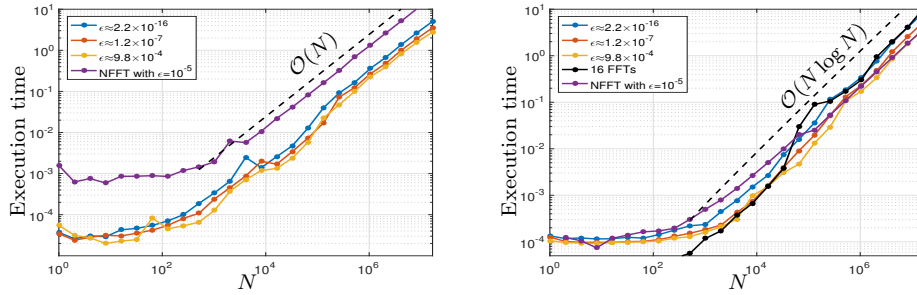 10^1
10^0
10^-1
10^-2
10^-3
10^-4
Execution time
ϵ≈2.2×10^-16
ϵ≈1.2×10^-7
ϵ≈9.8×10^-4
NFFT with ϵ=10^-5
O(N)
10^0
10^2
10^4
10^6
N
10^1
10^0
10^-1
10^-2
10^-3
10^-4
Execution time
ϵ≈2.2×10^-16
ϵ≈1.2×10^-7
ϵ≈9.8×10^-4
16 FFTs
NFFT with ϵ=10^-5
O(N log N)
10^0
10^2
10^4
10^6
N